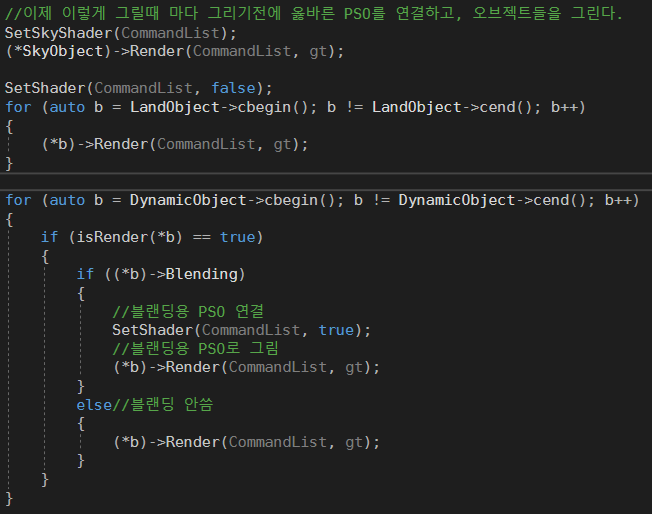 //이제 이렇게 그릴때 마다 그리기전에 옳바른 PSO를 연결하고, 오브젝트들을 그린다.
SetSkyShader(CommandList);
(*SkyObject)->Render(CommandList, gt);
SetShader(CommandList, false);
for (auto b = LandObject->cbegin(); b != LandObject->cend(); b++)
{
(*b)->Render(CommandList, gt);
}
for (auto b = DynamicObject->cbegin(); b != DynamicObject->cend(); b++)
{
if (isRender(*b) == true)
{
if ((*b)->Blending)
{
//블랜딩용 PSO 연결
SetShader(CommandList, true);
//블랜딩용 PSO로 그림
(*b)->Render(CommandList, gt);
}
else//블랜딩 안씀
{
(*b)->Render(CommandList, gt);
}
}
}